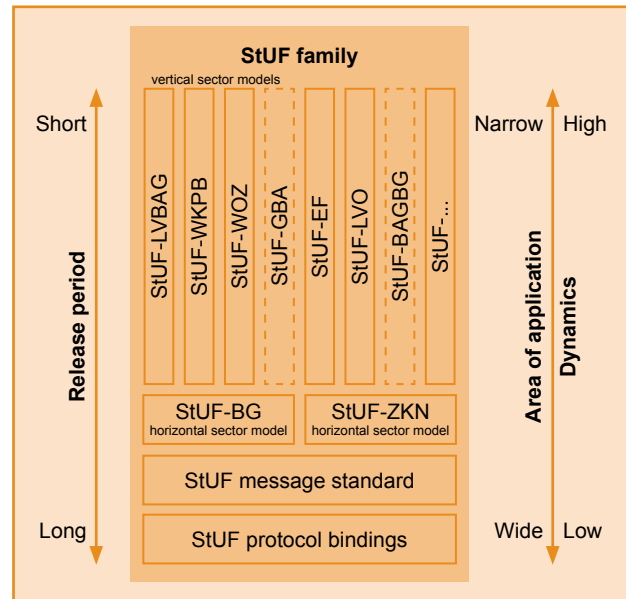 StUF family
vertical sector models
Short
Narrow
High
StUF-LVBAG
StUF-WKPB
StUF-WOZ
StUF-GBA
StUF-EF
StUF-LVO
StUF-BAGBG
StUF-...
Release period
Area of application
Dynamics
StUF-BG
horizontal sector model
StUF-ZKN
horizontal sector model
StUF message standard
Long
StUF protocol bindings
Wide
Low